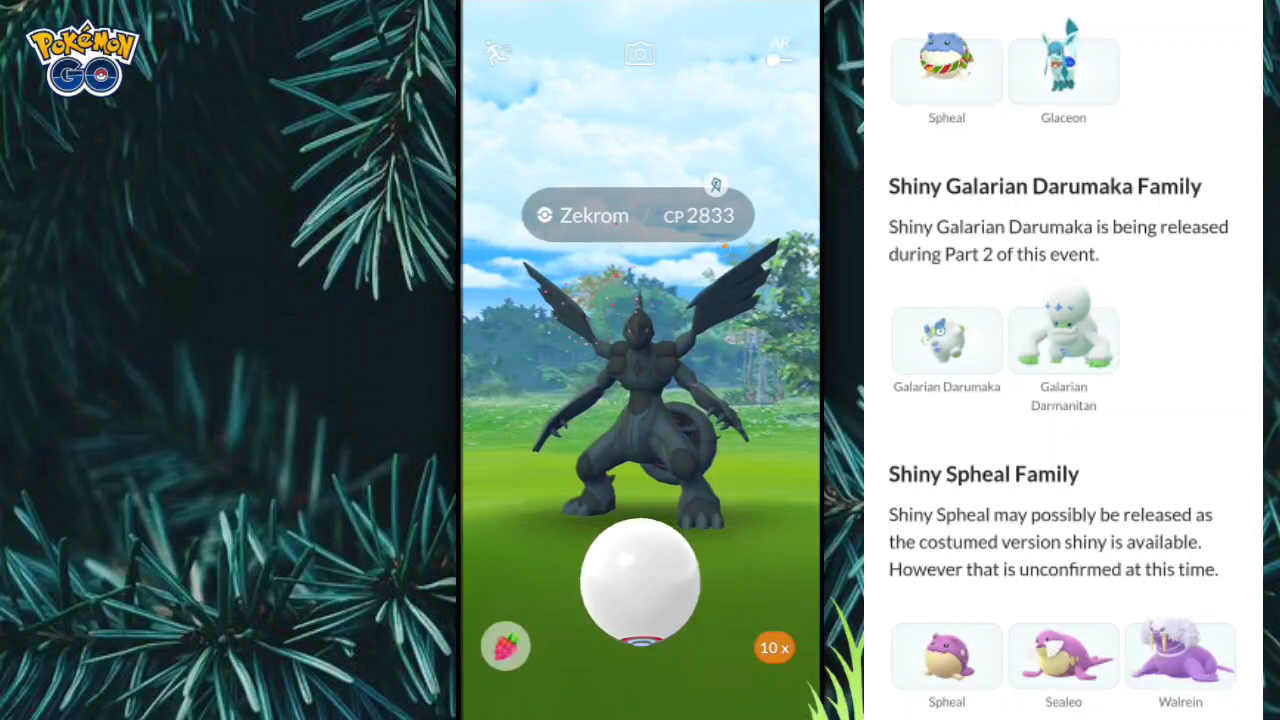 POKÉMON
GO
AR
Zekrom / CP 2833
10 x
Spheal
Glaceon
Shiny Galarian Darumaka Family
Shiny Galarian Darumaka is being released
during Part 2 of this event.
Galarian Darumaka
Galarian
Darmanitan
Shiny Spheal Family
Shiny Spheal may possibly be released as
the costumed version shiny is available.
However that is unconfirmed at this time.
Spheal
Sealeo
Walrein